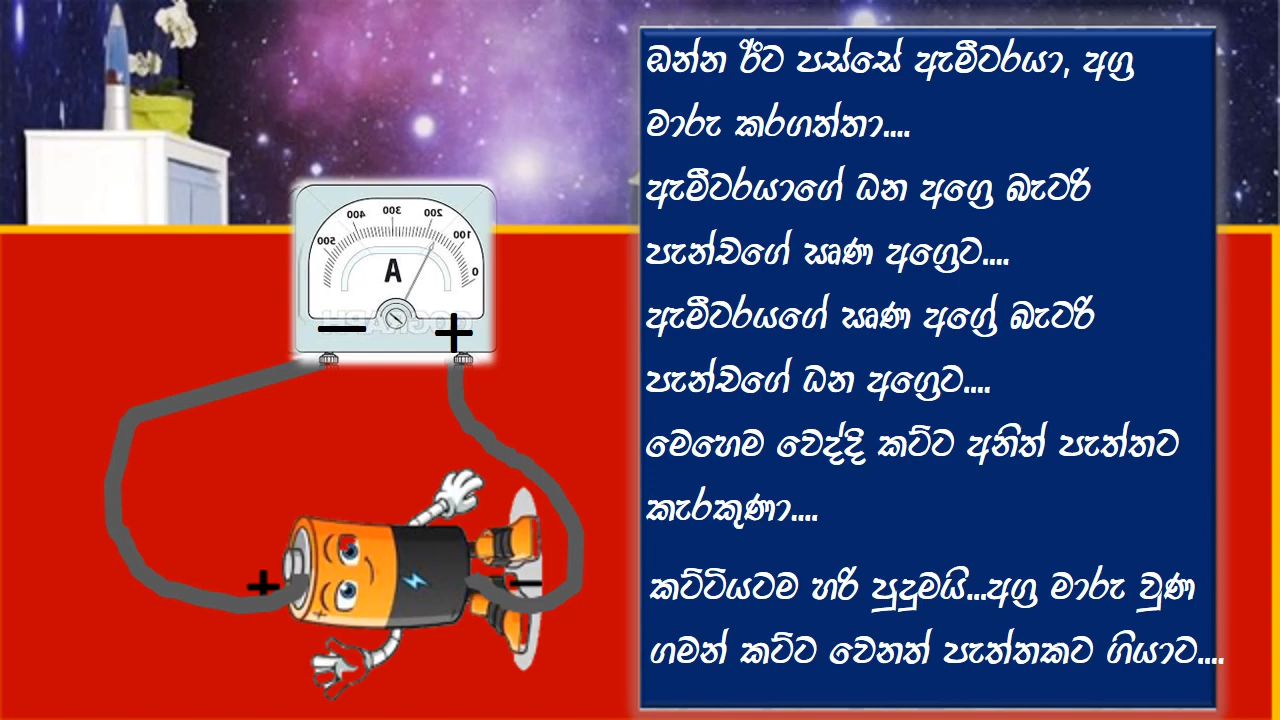 500 400 300 200 100 0
A
− +
ඔන්න ඊට පස්සේ ඇමීටරයා, අග්‍ර
මාරු කරගත්තා....
ඇමීටරයාගේ ධන අග්‍රෙ බැටරි
පැන්චගේ ඍණ අග්‍රෙට....
ඇමීටරයගේ ඍණ අග්‍රේ බැටරි
පැන්චගේ ධන අග්‍රෙට....
මෙහෙම වෙද්දි කට්ට අනිත් පැත්තට
කැරකුණා....
කට්ටියටම හරි පුදුමයි...අග්‍ර මාරු වුණ
ගමන් කට්ට වෙනත් පැත්තකට ගියාට....
+ −